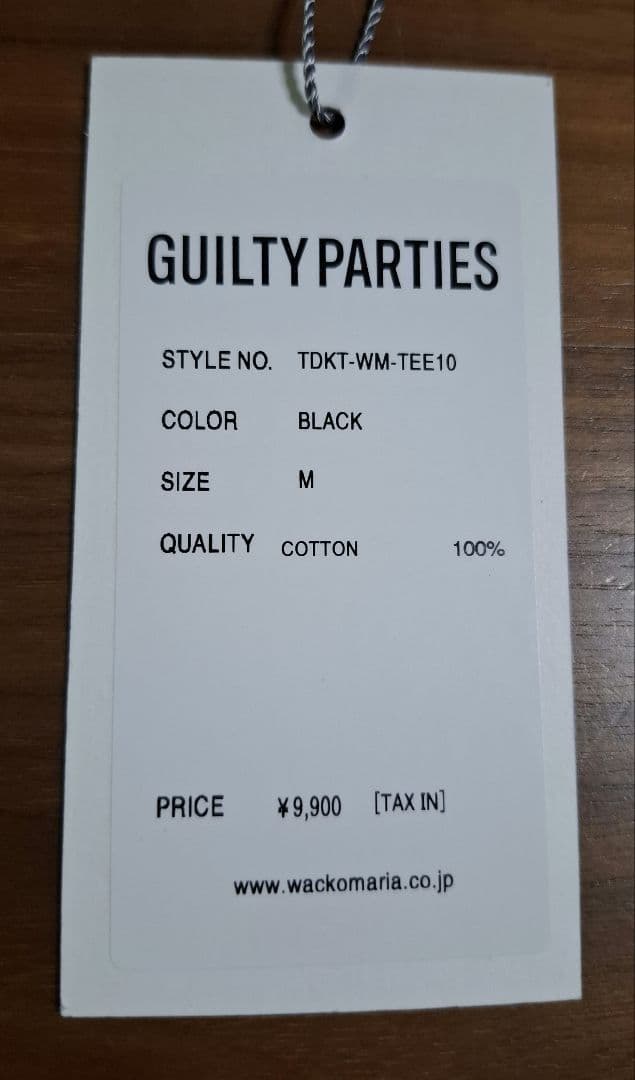 GUILTY PARTIES
STYLE NO. TDKT-WM-TEE10
COLOR BLACK
SIZE M
QUALITY COTTON 100%
PRICE ¥9,900 [TAX IN]
www.wackomaria.co.jp